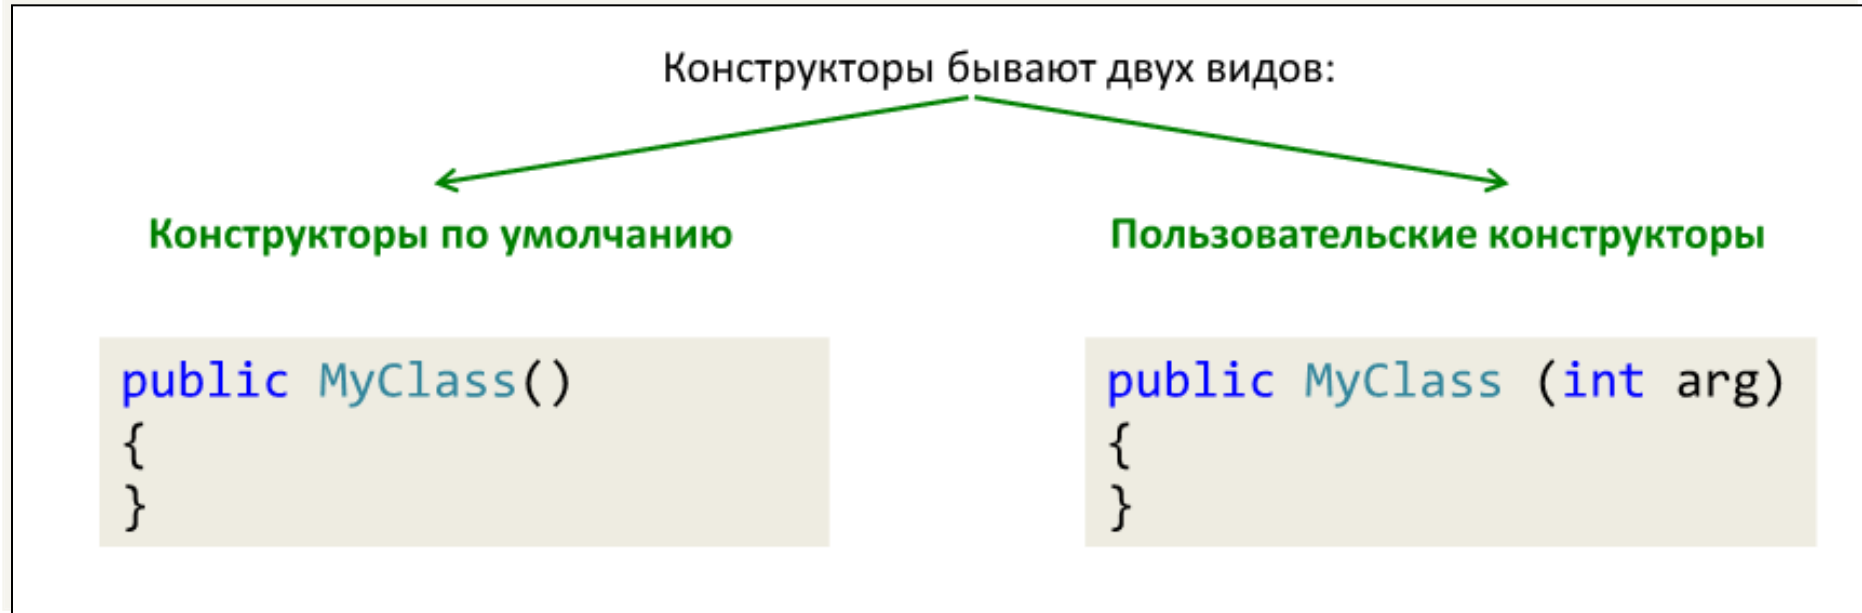 Конструкторы бывают двух видов:
Конструкторы по умолчанию
Пользовательские конструкторы
public MyClass()
{
}
public MyClass (int arg)
{
}